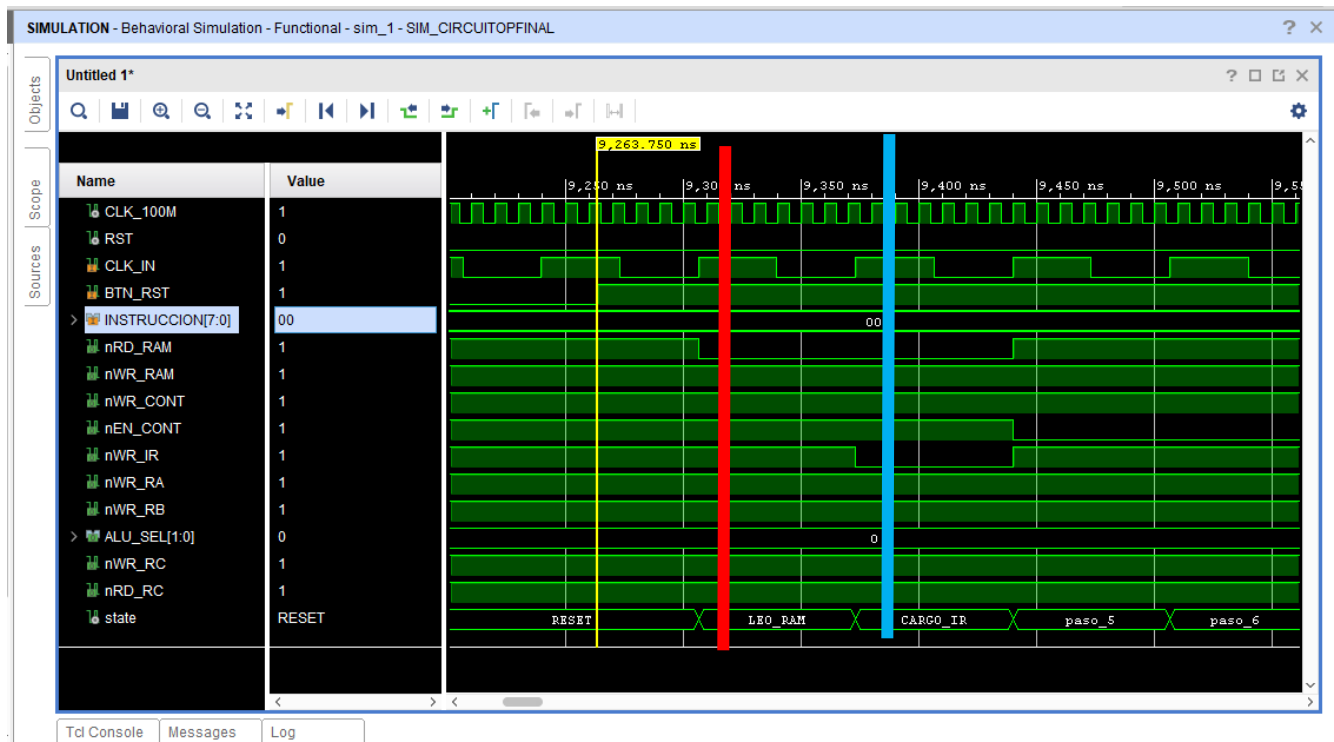 SIMULATION - Behavioral Simulation - Functional - sim_1 - SIM_CIRCUITOPFINAL
Untitled 1*
Objects
Scope
Sources
9,263.750 ns
Name Value
9,250 ns 9,30 ns 9,350 ns 9,400 ns 9,450 ns 9,500 ns 9,5
CLK_100M 1
RST 0
CLK_IN 1
BTN_RST 1
INSTRUCCION[7:0] 00 00
nRD_RAM 1
nWR_RAM 1
nWR_CONT 1
nEN_CONT 1
nWR_IR 1
nWR_RA 1
nWR_RB 1
ALU_SEL[1:0] 0 0
nWR_RC 1
nRD_RC 1
state RESET RESET LEO_RAM CARGO_IR paso_5 paso_6
Tcl Console Messages Log